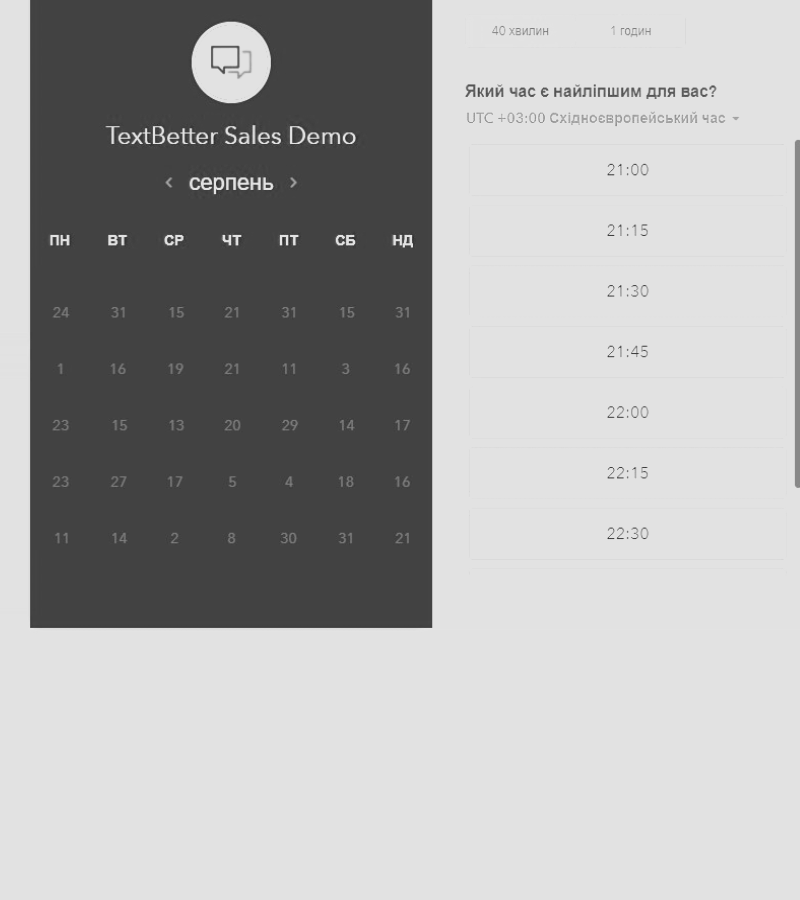 TextBetter Sales Demo
серпень
ПН ВТ СР ЧТ ПТ СБ НД
24 31 15 21 31 15 31
1 16 19 21 11 3 16
23 15 13 20 29 14 17
23 27 17 5 4 18 16
11 14 2 8 30 31 21
40 хвилин 1 годин
Який час є найліпшим для вас?
UTC +03:00 Східноєвропейський час
21:00
21:15
21:30
21:45
22:00
22:15
22:30